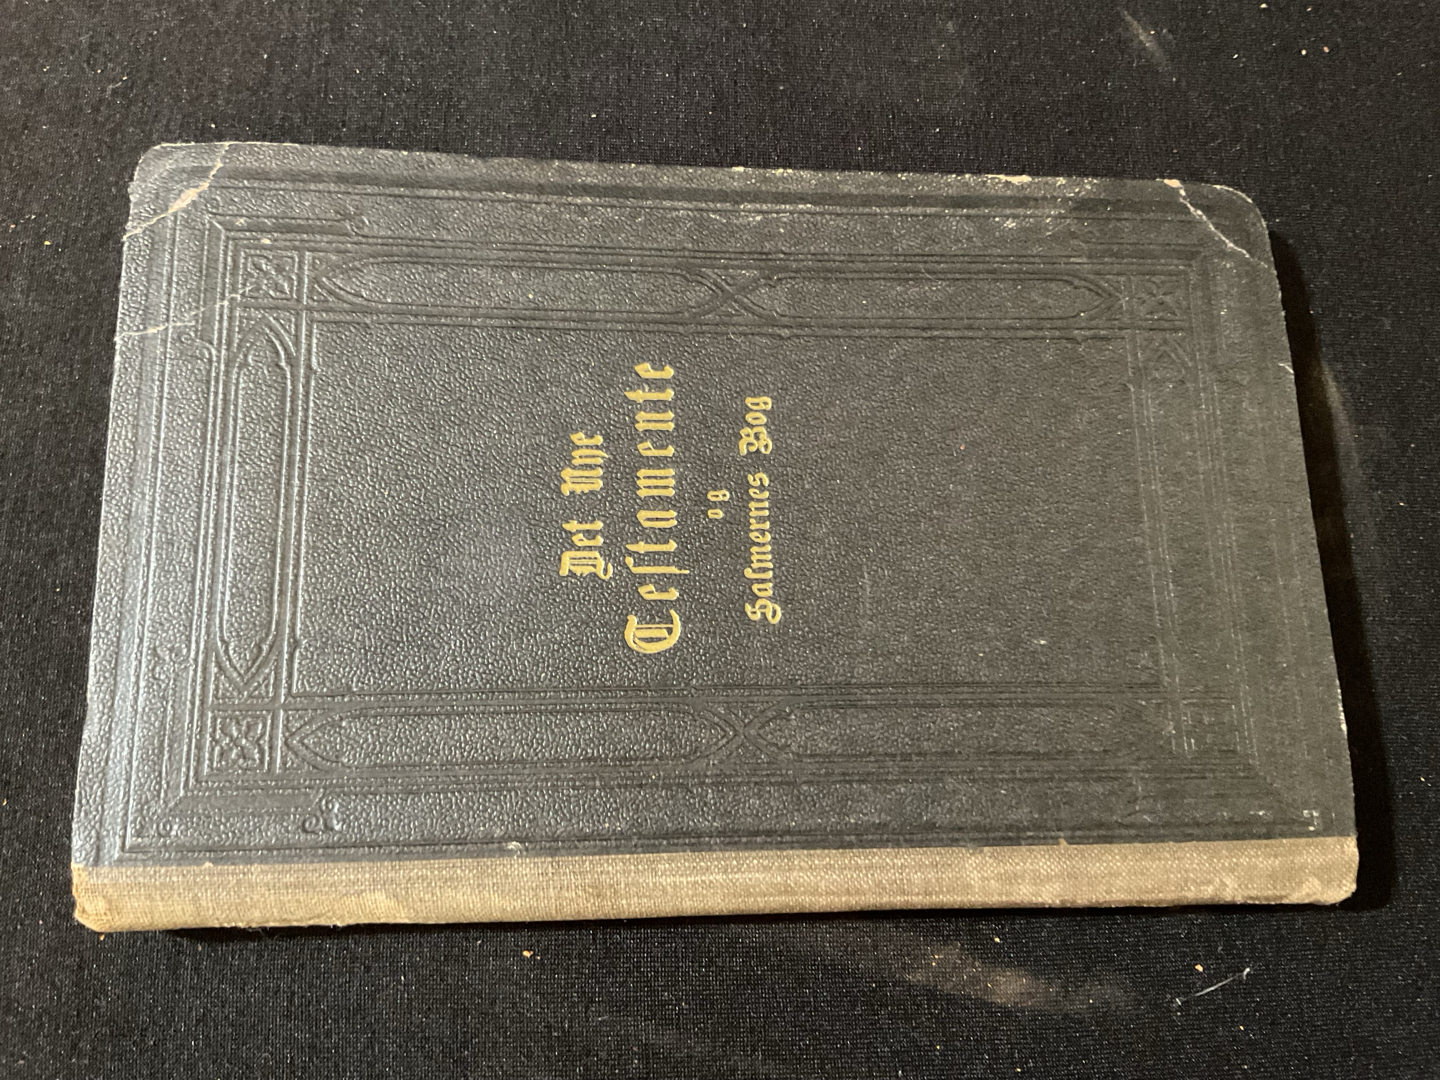 Det Nye
Testamente
og
Salmernes Bog